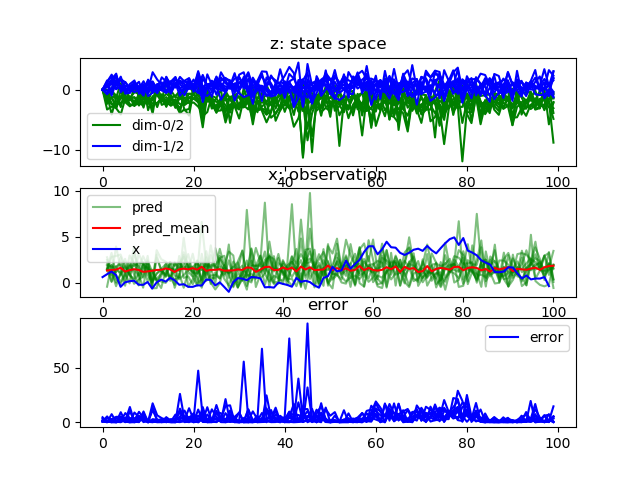 z: state space
0
−10
dim-0/2
dim-1/2
0 20 40 60 80 100
x: observation
10
5
0
pred
pred_mean
x
0 20 40 60 80 100
error
50
0
error
0 20 40 60 80 100